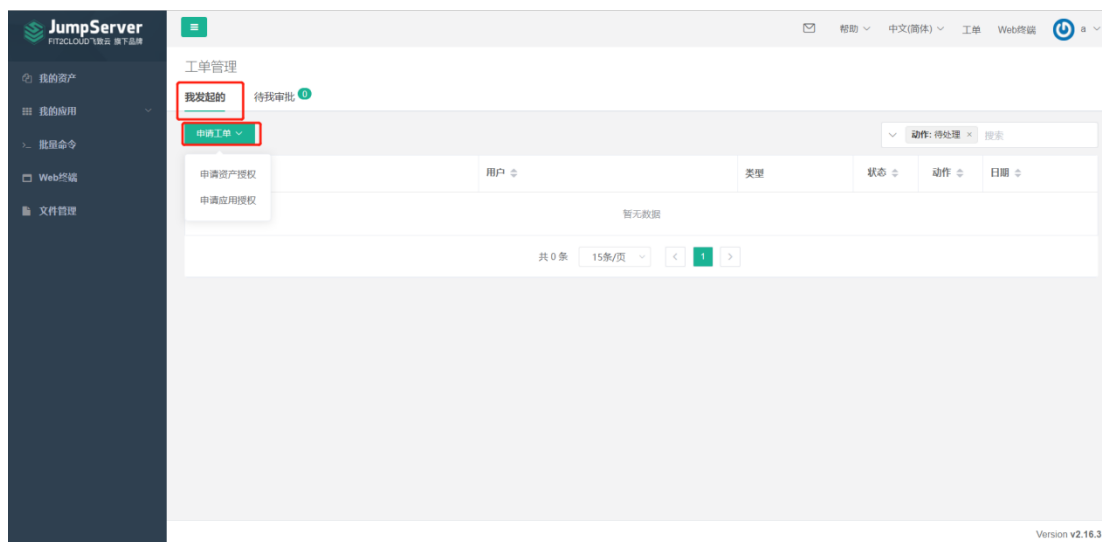 JumpServer
FIT2CLOUD飞致云 旗下品牌
帮助 中文(简体) 工单 Web终端 a
我的资产
我的应用
批量命令
Web终端
文件管理
工单管理
我发起的 待我审批 0
申请工单
动作: 待处理 × 搜索
申请资产授权
申请应用授权
用户 类型 状态 动作 日期
暂无数据
共 0 条 15条/页 < 1 >
Version v2.16.3